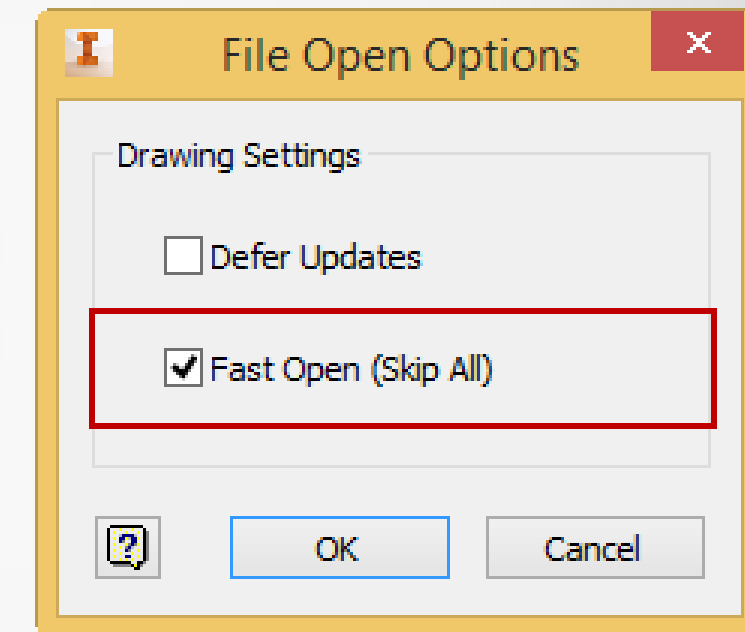 File Open Options
Drawing Settings
Defer Updates
Fast Open (Skip All)
?
OK
Cancel